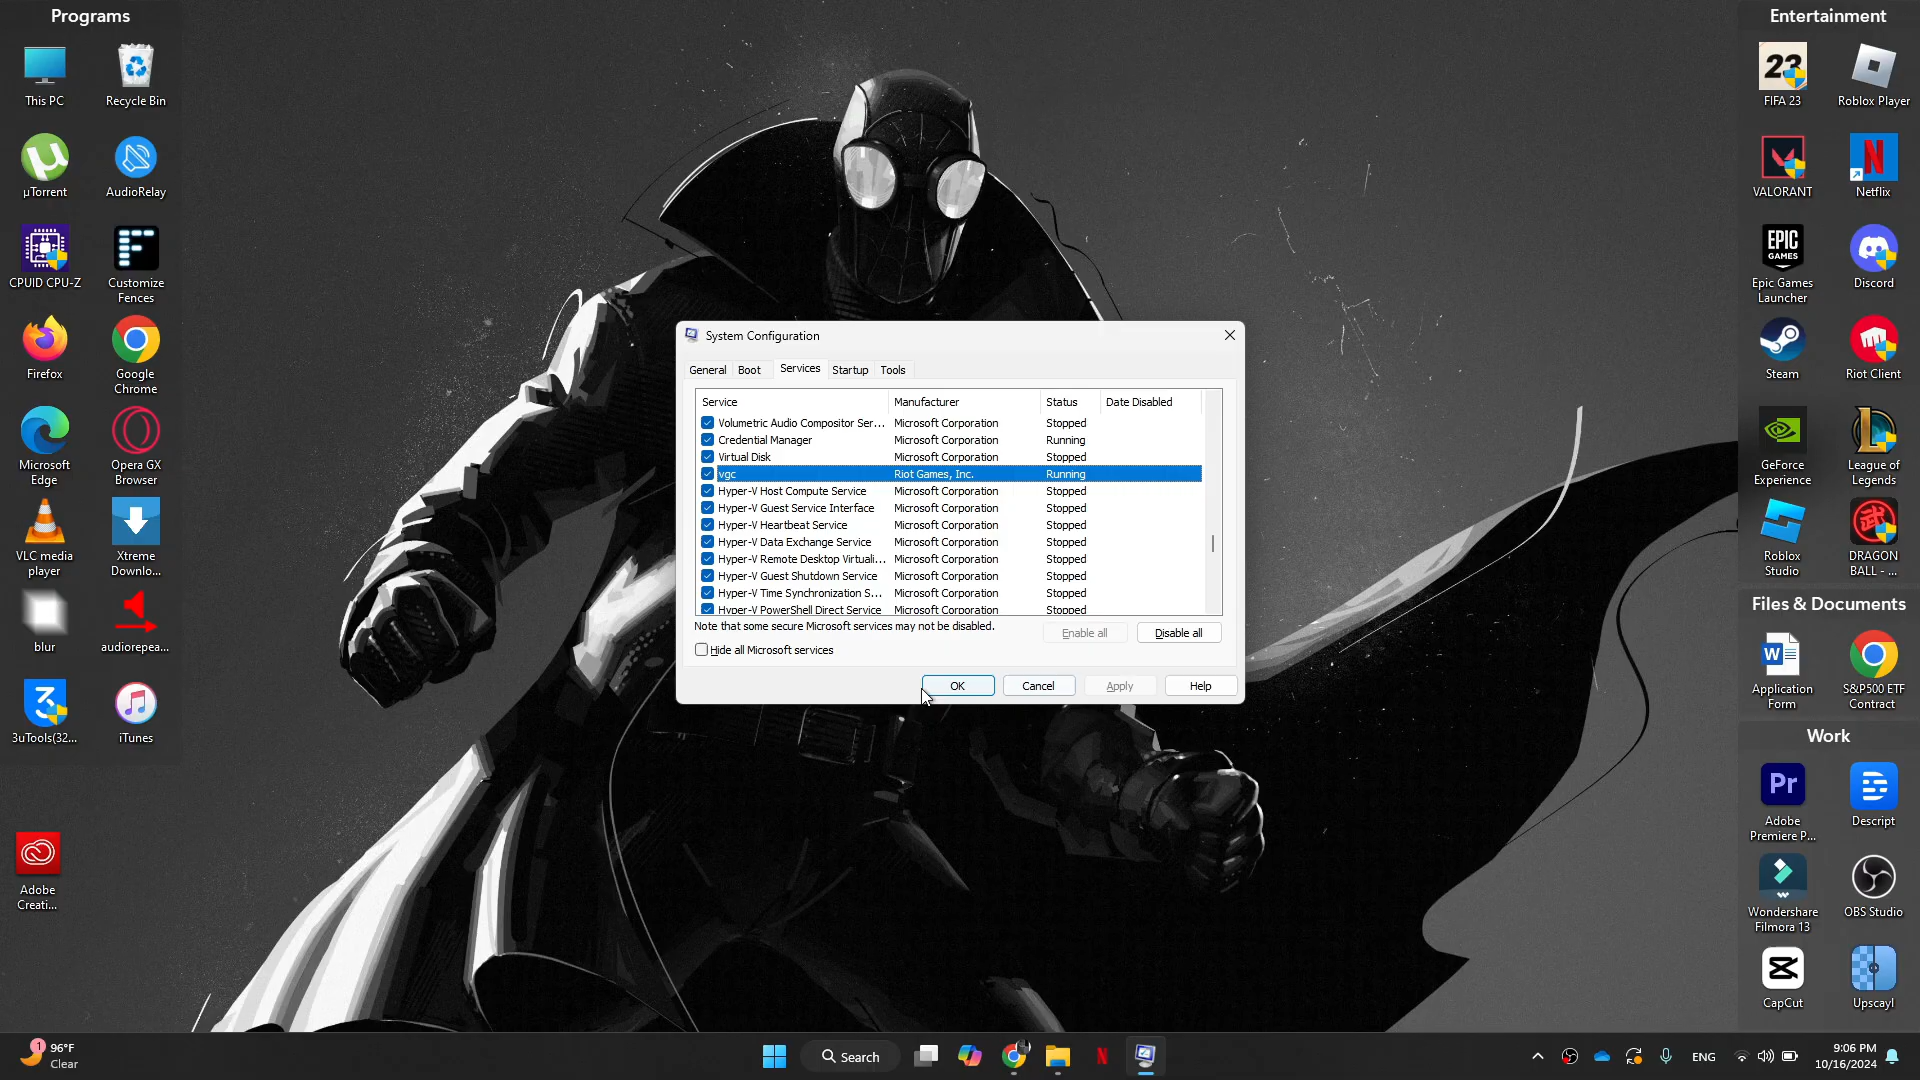 Programs
This PC
Recycle Bin
µTorrent
AudioRelay
CPUID CPU-Z
Customize
Fences
Firefox
Google
Chrome
Microsoft
Edge
Opera GX
Browser
VLC media
player
Xtreme
Downlo...
blur
audiorepea...
3uTools(32...
iTunes
Adobe
Creati...
System Configuration
General Boot Services Startup Tools
Service Manufacturer Status Date Disabled
Volumetric Audio Compositor Ser... Microsoft Corporation Stopped
Credential Manager Microsoft Corporation Running
Virtual Disk Microsoft Corporation Stopped
vgc Riot Games, Inc. Running
Hyper-V Host Compute Service Microsoft Corporation Stopped
Hyper-V Guest Service Interface Microsoft Corporation Stopped
Hyper-V Heartbeat Service Microsoft Corporation Stopped
Hyper-V Data Exchange Service Microsoft Corporation Stopped
Hyper-V Remote Desktop Virtuali... Microsoft Corporation Stopped
Hyper-V Guest Shutdown Service Microsoft Corporation Stopped
Hyper-V Time Synchronization S... Microsoft Corporation Stopped
Hyper-V PowerShell Direct Service Microsoft Corporation Stopped
Note that some secure Microsoft services may not be disabled.
Enable all Disable all
Hide all Microsoft services
OK Cancel Apply Help
Entertainment
23
FIFA 23
Roblox Player
VALORANT
N
Netflix
EPIC
GAMES
Epic Games
Launcher
Discord
Steam
Riot Client
GeForce
Experience
League of
Legends
Roblox
Studio
武
DRAGON
BALL - ...
Files & Documents
W
Application
Form
S&P500 ETF
Contract
Work
Pr
Adobe
Premiere P...
Descript
Wondershare
Filmora 13
OBS Studio
CapCut
Upscayl
1
96°F
Clear
Search
N
ENG
9:06 PM
10/16/2024